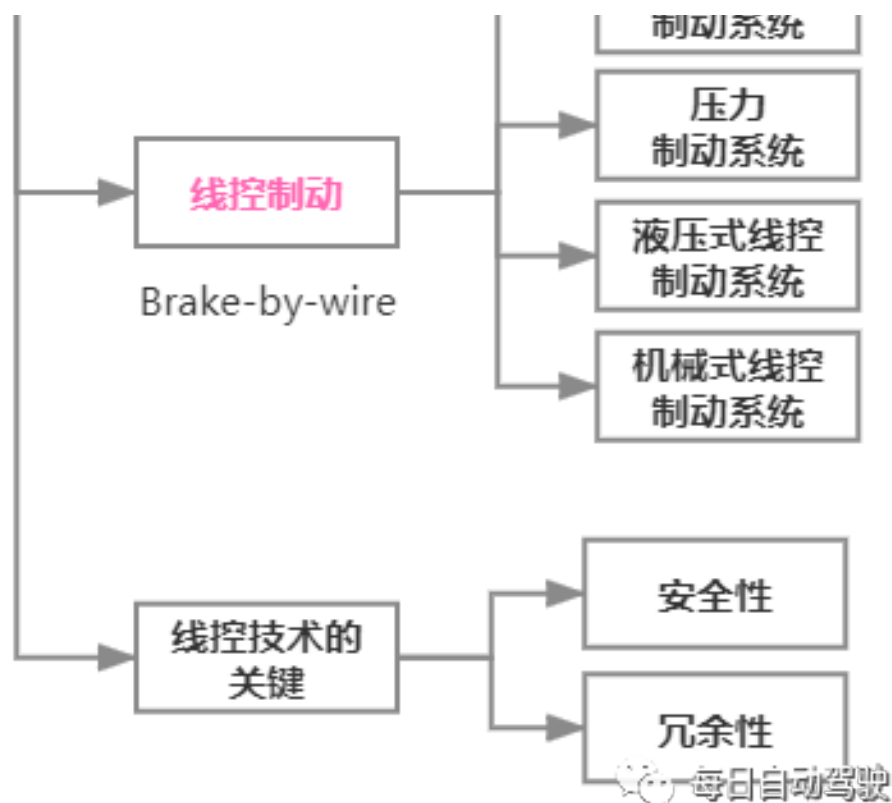 制动系统
压力
制动系统
线控制动
液压式线控
制动系统
Brake-by-wire
机械式线控
制动系统
安全性
线控技术的
关键
冗余性
每日自动驾驶